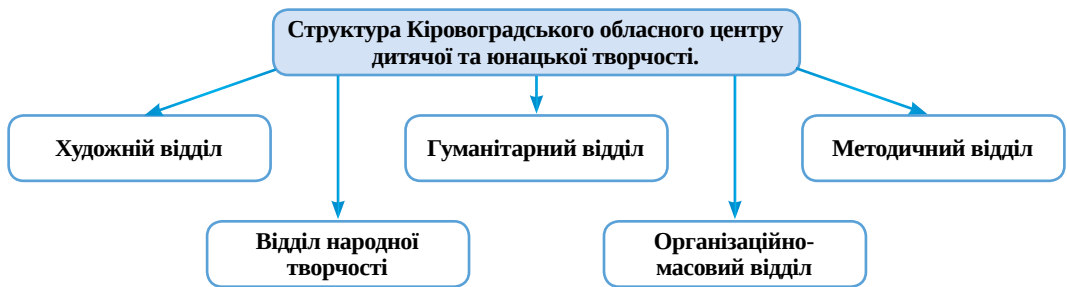 Структура Кіровоградського обласного центру
дитячої та юнацької творчості.
Художній відділ
Гуманітарний відділ
Методичний відділ
Відділ народної
творчості
Організаційно-
масовий відділ